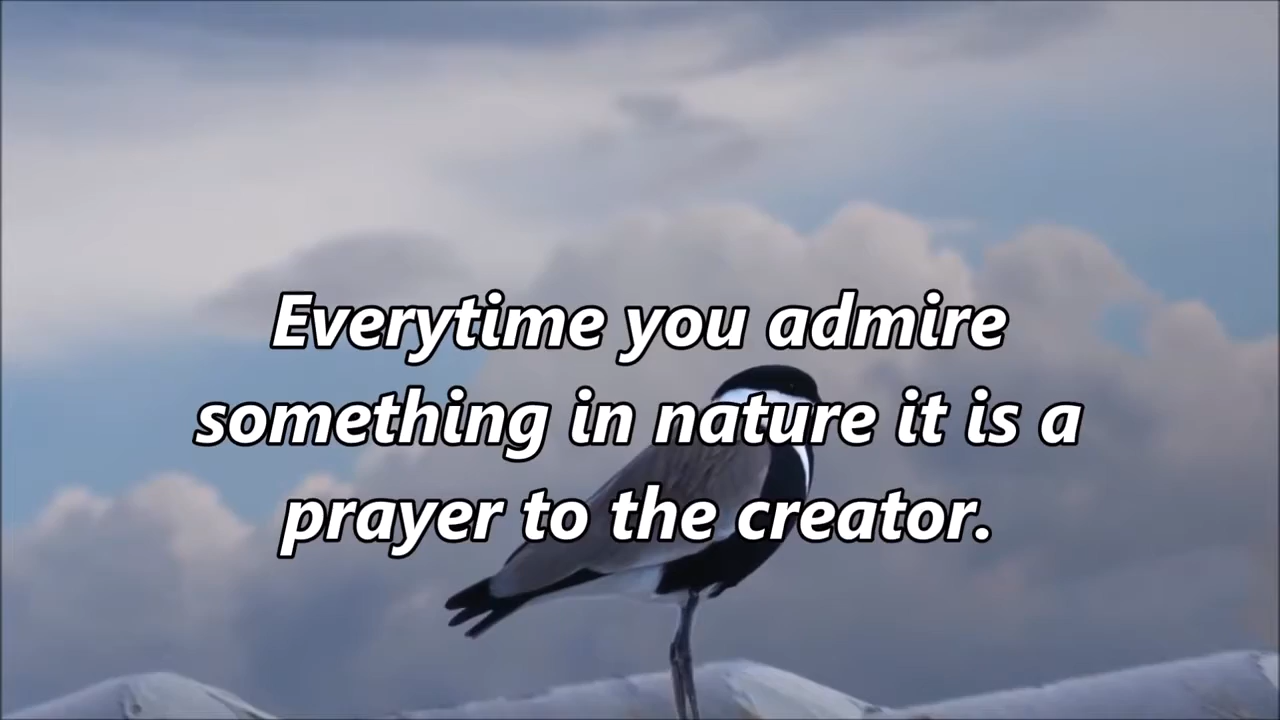 Everytime you admire
something in nature it is a
prayer to the creator.